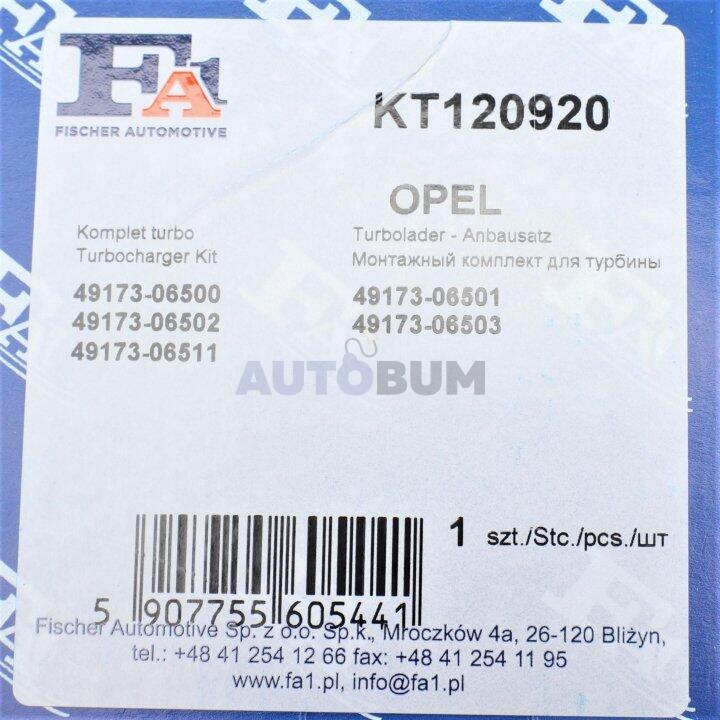 FA1
FISCHER AUTOMOTIVE
KT120920
OPEL
Komplet turbo
Turbocharger Kit
Turbolader - Anbausatz
Монтажный комплект для турбины
49173-06500
49173-06501
49173-06502
49173-06503
49173-06511
AUTOBUM
1 szt./Stc./pcs./шт
5 907755 605441
Fischer Automotive Sp. z o.o. Sp.k., Mroczków 4a, 26-120 Bliżyn,
tel.: +48 41 254 12 66 fax: +48 41 254 11 95
www.fa1.pl, info@fa1.pl